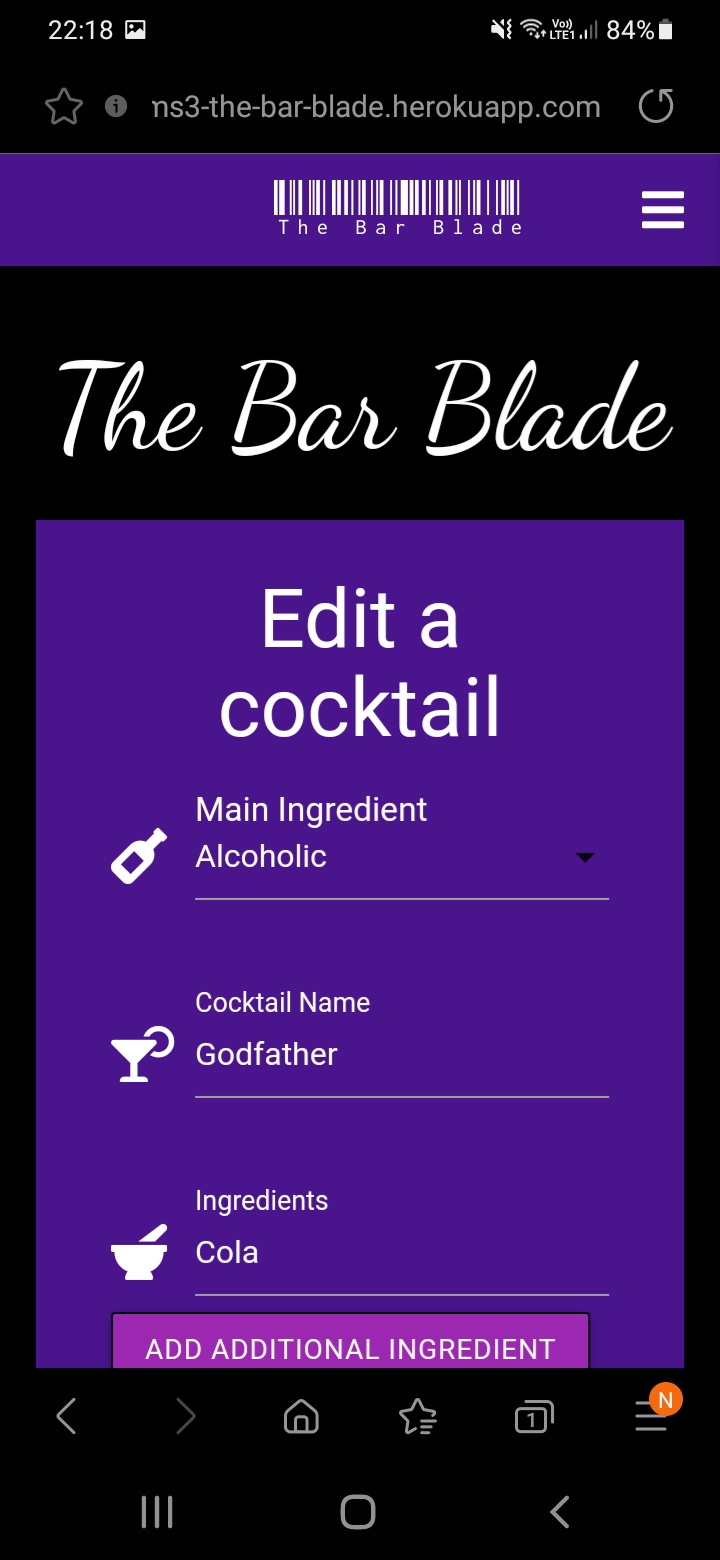 22:18 Vo) LTE1 84%
ns3-the-bar-blade.herokuapp.com
The Bar Blade
The Bar Blade
Edit a
cocktail
Main Ingredient
Alcoholic
Cocktail Name
Godfather
Ingredients
Cola
ADD ADDITIONAL INGREDIENT
1 N